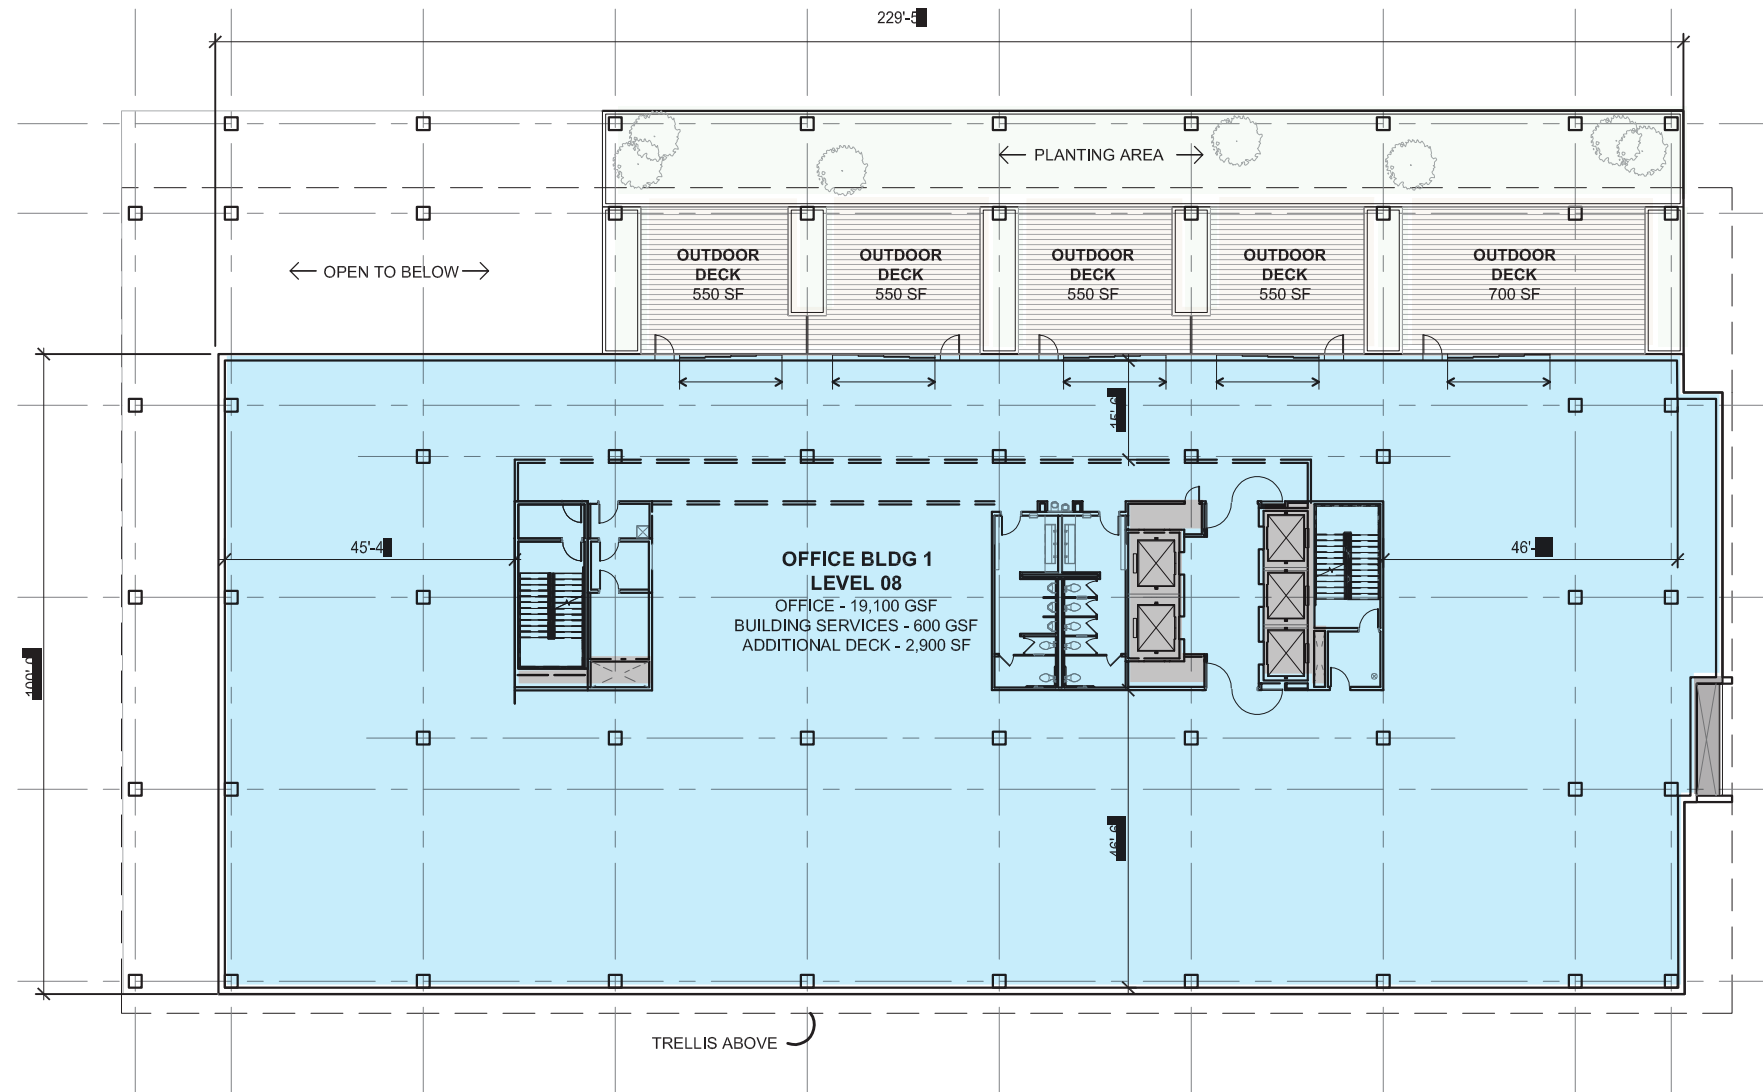 229'-5
PLANTING AREA
OUTDOOR
DECK
550 SF
OUTDOOR
DECK
550 SF
OUTDOOR
DECK
550 SF
OUTDOOR
DECK
550 SF
OUTDOOR
DECK
700 SF
OPEN TO BELOW
45'-4
46'-
OFFICE BLDG 1
LEVEL 08
OFFICE - 19,100 GSF
BUILDING SERVICES - 600 GSF
ADDITIONAL DECK - 2,900 SF
TRELLIS ABOVE